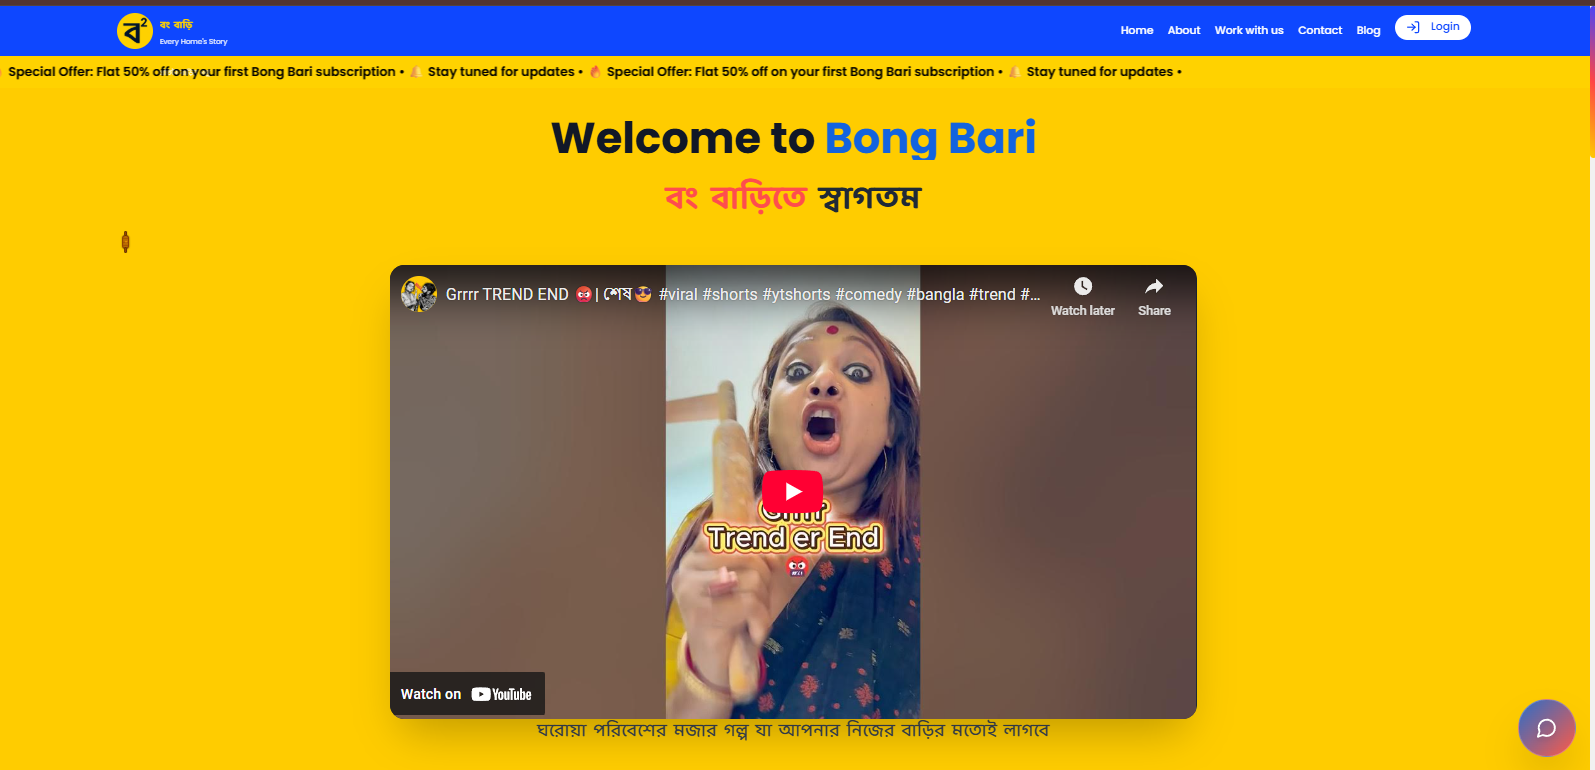 ব²
বং বাড়ি
Every Home's Story
Home About Work with us Contact Blog Login
Special Offer: Flat 50% off on your first Bong Bari subscription • 🔔 Stay tuned for updates • 🔥 Special Offer: Flat 50% off on your first Bong Bari subscription • 🔔 Stay tuned for updates •
Welcome to Bong Bari
বং বাড়িতে স্বাগতম
Grrrr TREND END 👹| শেষ😎 #viral #shorts #ytshorts #comedy #bangla #trend #...
Watch later Share
Grrrr
Trend er End
Watch on YouTube
ঘরোয়া পরিবেশের মজার গল্প যা আপনার নিজের বাড়ির মতোই লাগবে